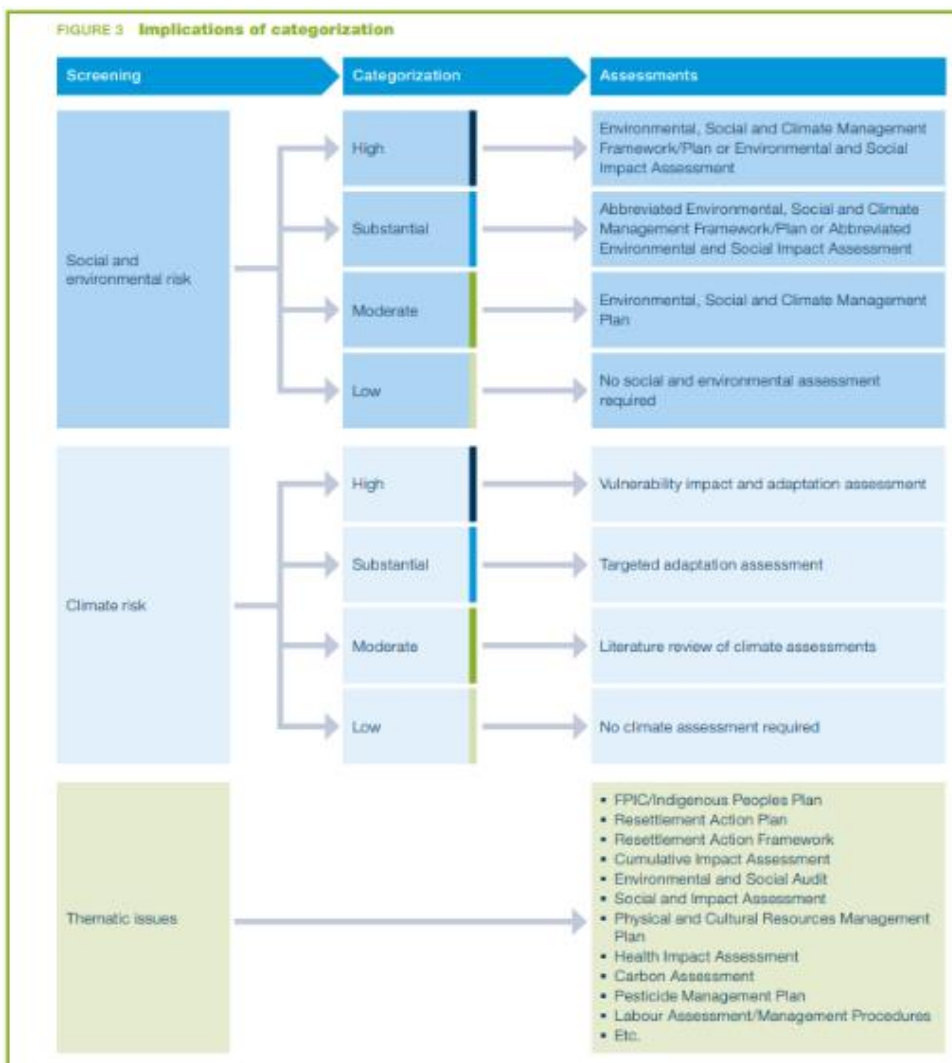 FIGURE 3 Implications of categorization
Screening
Categorization
Assessments
Social and
environmental risk
High
Environmental, Social and Climate Management
Framework/Plan or Environmental and Social
Impact Assessment
Substantial
Abbreviated Environmental, Social and Climate
Management Framework/Plan or Abbreviated
Environmental and Social Impact Assessment
Moderate
Environmental, Social and Climate Management
Plan
Low
No social and environmental assessment
required
Climate risk
High
Vulnerability impact and adaptation assessment
Substantial
Targeted adaptation assessment
Moderate
Literature review of climate assessments
Low
No climate assessment required
Thematic issues
▪ FPIC/Indigenous Peoples Plan
▪ Resettlement Action Plan
▪ Resettlement Action Framework
▪ Cumulative Impact Assessment
▪ Environmental and Social Audit
▪ Social and Impact Assessment
▪ Physical and Cultural Resources Management
Plan
▪ Health Impact Assessment
▪ Carbon Assessment
▪ Pesticide Management Plan
▪ Labour Assessment/Management Procedures
▪ Etc.